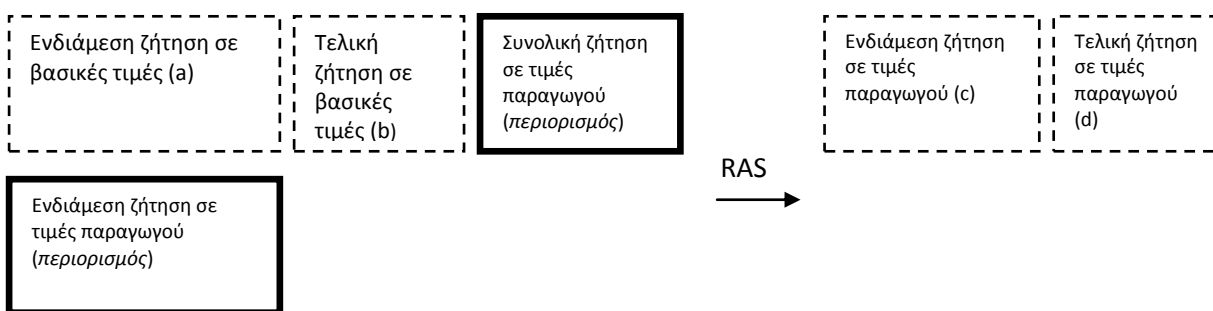 Ενδιάμεση ζήτηση σε
βασικές τιμές (a)
Τελική
ζήτηση σε
βασικές
τιμές (b)
Συνολική ζήτηση
σε τιμές
παραγωγού
(περιορισμός)
RAS
Ενδιάμεση ζήτηση
σε τιμές
παραγωγού (c)
Τελική ζήτηση
σε τιμές
παραγωγού
(d)
Ενδιάμεση ζήτηση σε
τιμές παραγωγού
(περιορισμός)